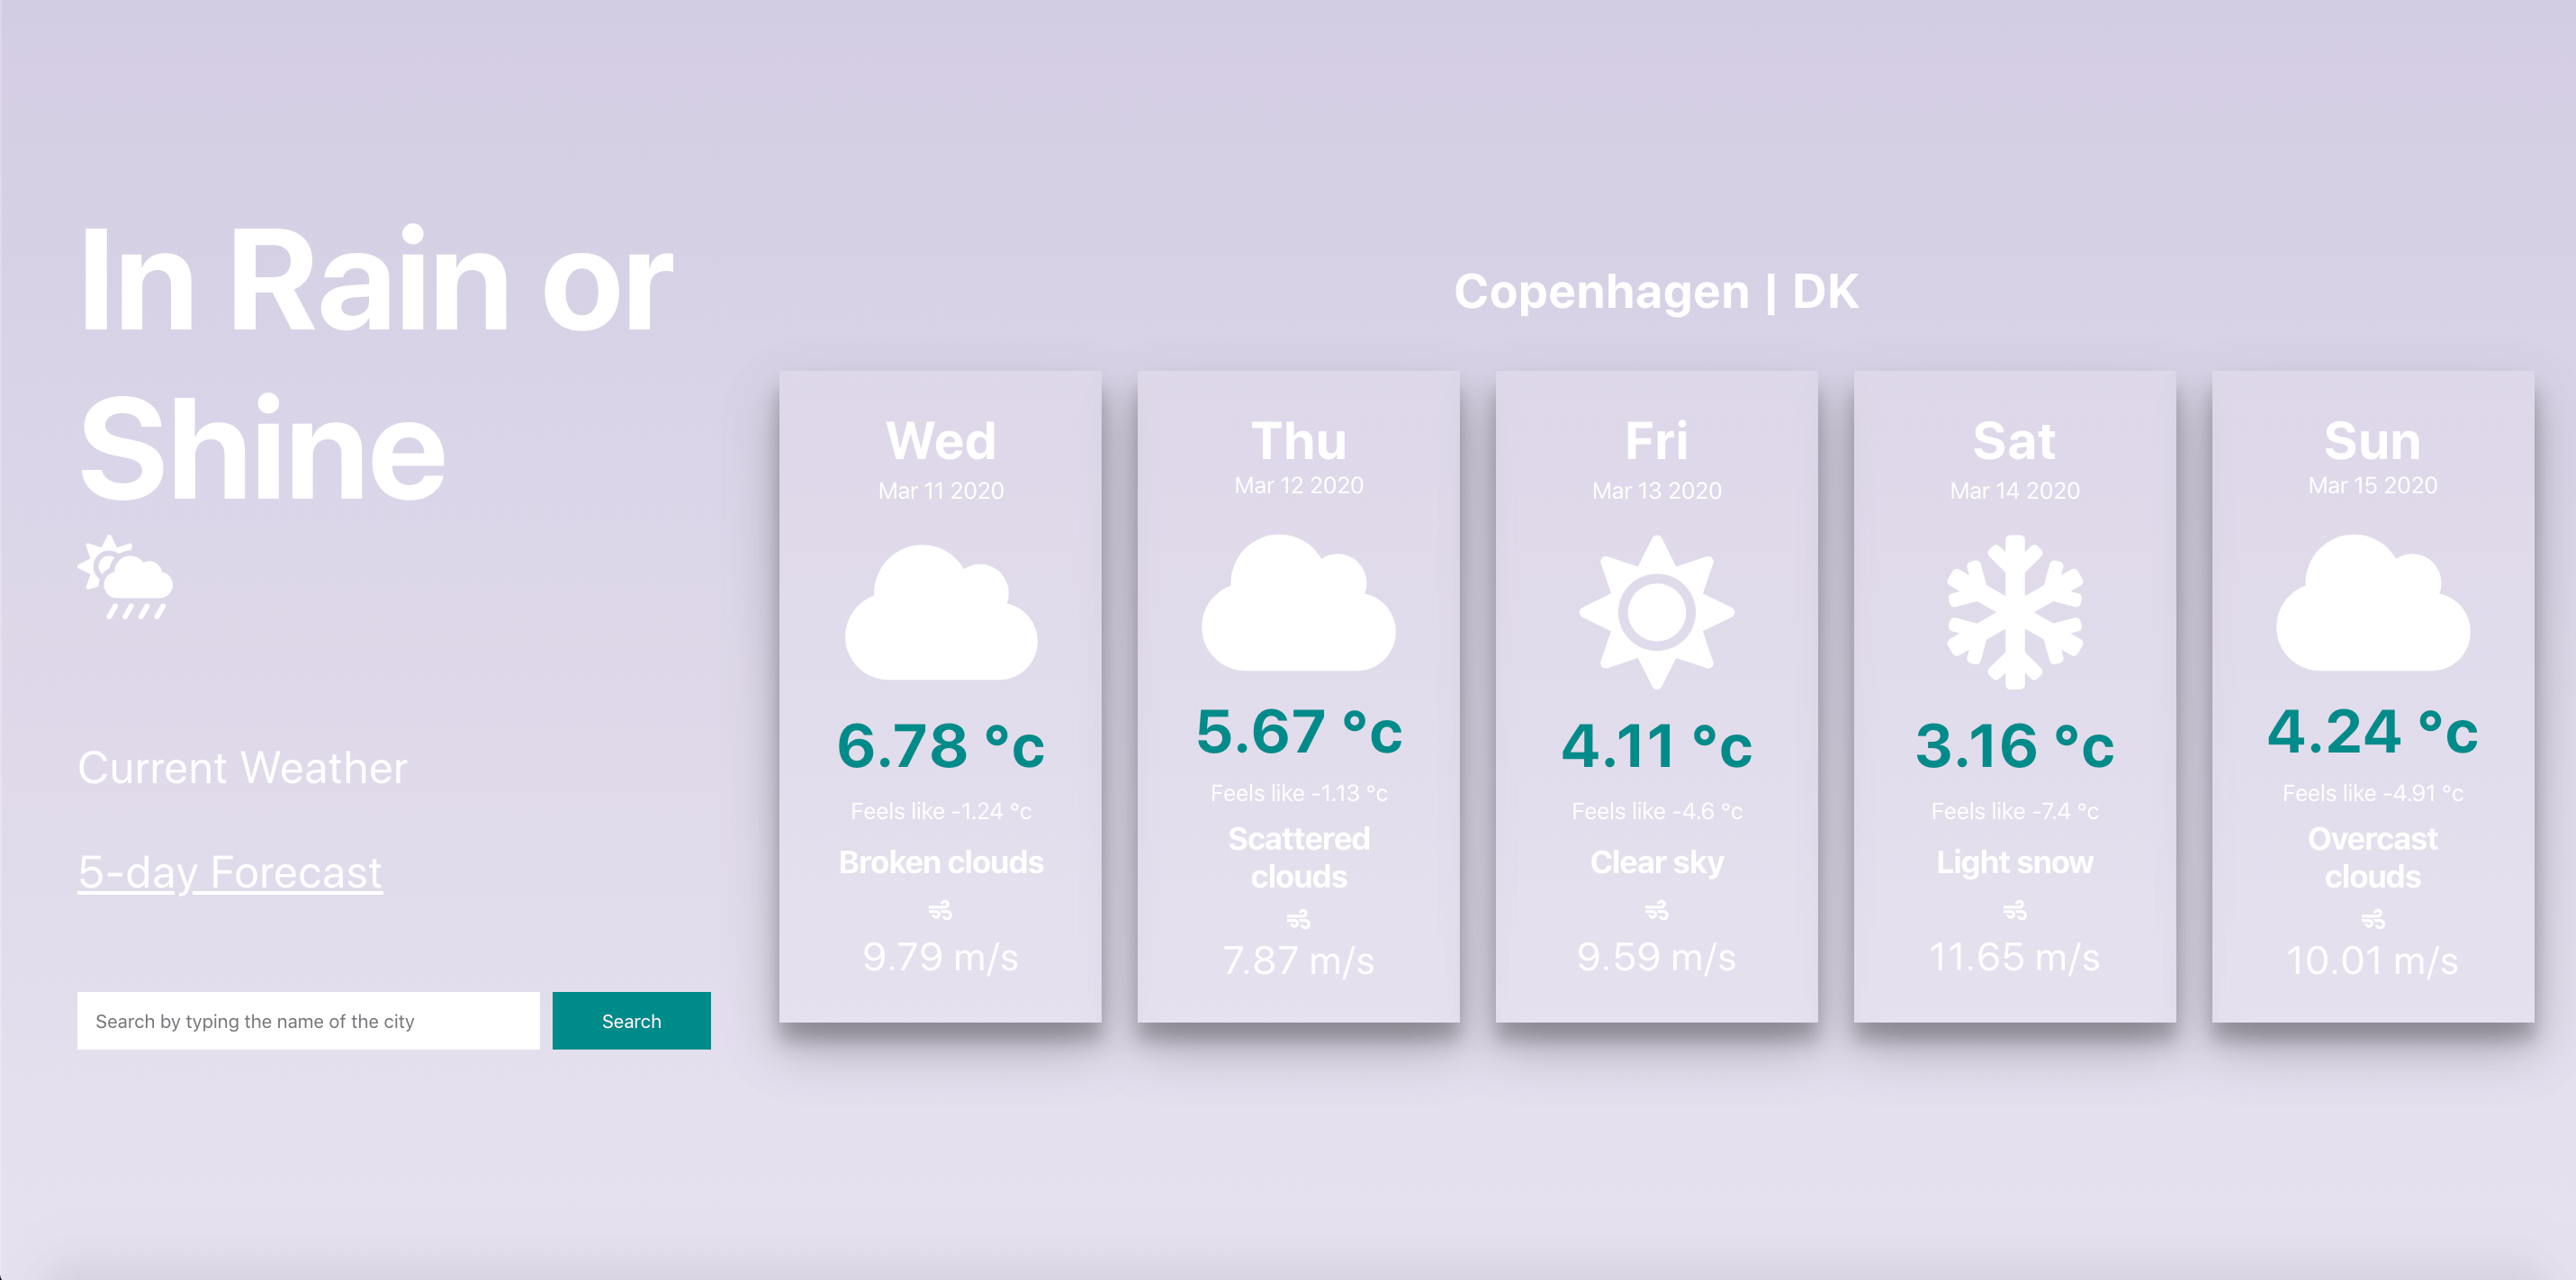 In Rain or
Shine
Current Weather
5-day Forecast
Search by typing the name of the city
Search
Copenhagen | DK
Wed
Mar 11 2020
6.78 °c
Feels like -1.24 °c
Broken clouds
9.79 m/s
Thu
Mar 12 2020
5.67 °c
Feels like -1.13 °c
Scattered
clouds
7.87 m/s
Fri
Mar 13 2020
4.11 °c
Feels like -4.6 °c
Clear sky
9.59 m/s
Sat
Mar 14 2020
3.16 °c
Feels like -7.4 °c
Light snow
11.65 m/s
Sun
Mar 15 2020
4.24 °c
Feels like -4.91 °c
Overcast
clouds
10.01 m/s